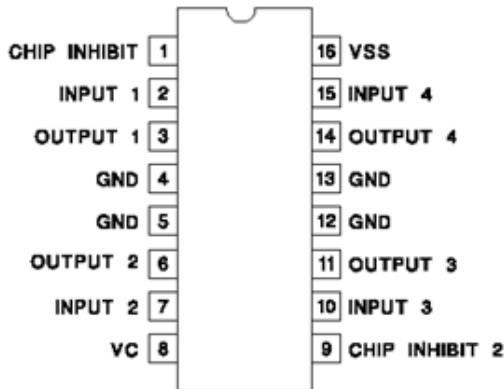 CHIP INHIBIT 1 16 VSS
INPUT 1 2 15 INPUT 4
OUTPUT 1 3 14 OUTPUT 4
GND 4 13 GND
GND 5 12 GND
OUTPUT 2 6 11 OUTPUT 3
INPUT 2 7 10 INPUT 3
VC 8 9 CHIP INHIBIT 2